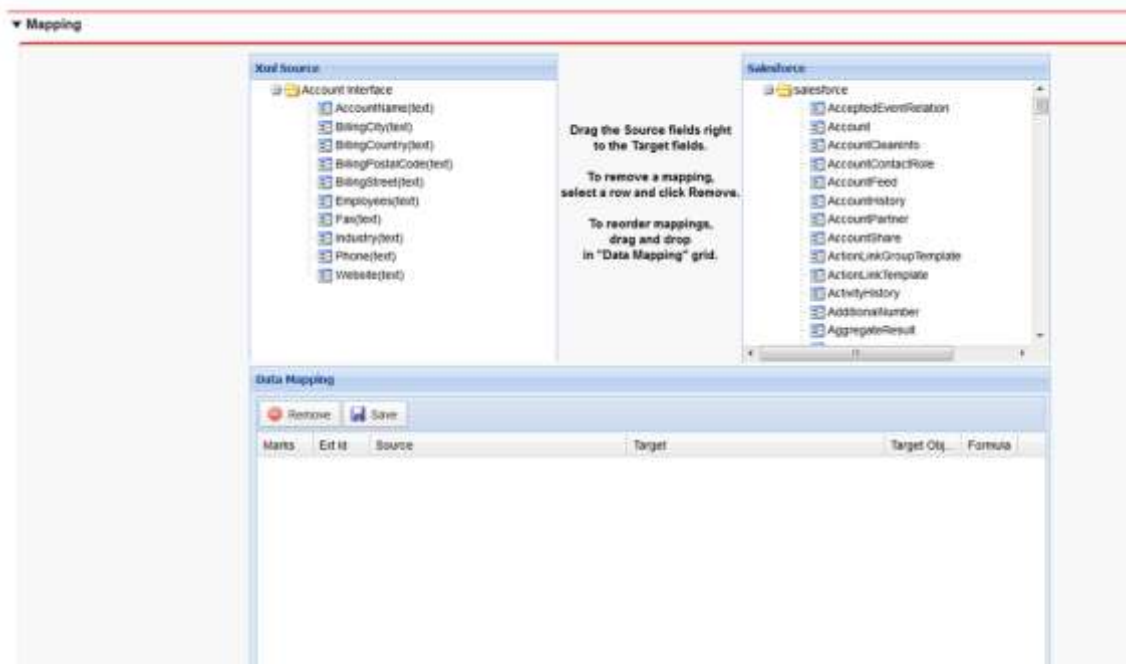 Mapping
Xml Source
Account Interface
AccountName(text)
BillingCity(text)
BillingCountry(text)
BillingPostalCode(text)
BillingStreet(text)
Employees(text)
Fax(text)
Industry(text)
Phone(text)
Website(text)
Drag the Source fields right
to the Target fields.
To remove a mapping,
select a row and click Remove.
To reorder mappings,
drag and drop
in "Data Mapping" grid.
Salesforce
salesforce
AcceptedEventRelation
Account
AccountCleanInfo
AccountContactRole
AccountFeed
AccountHistory
AccountPartner
AccountShare
ActionLinkGroupTemplate
ActionLinkTemplate
ActivityHistory
AdditionalNumber
AggregateResult
Data Mapping
Remove Save
Marks Ext Id Source Target Target Obj... Formula